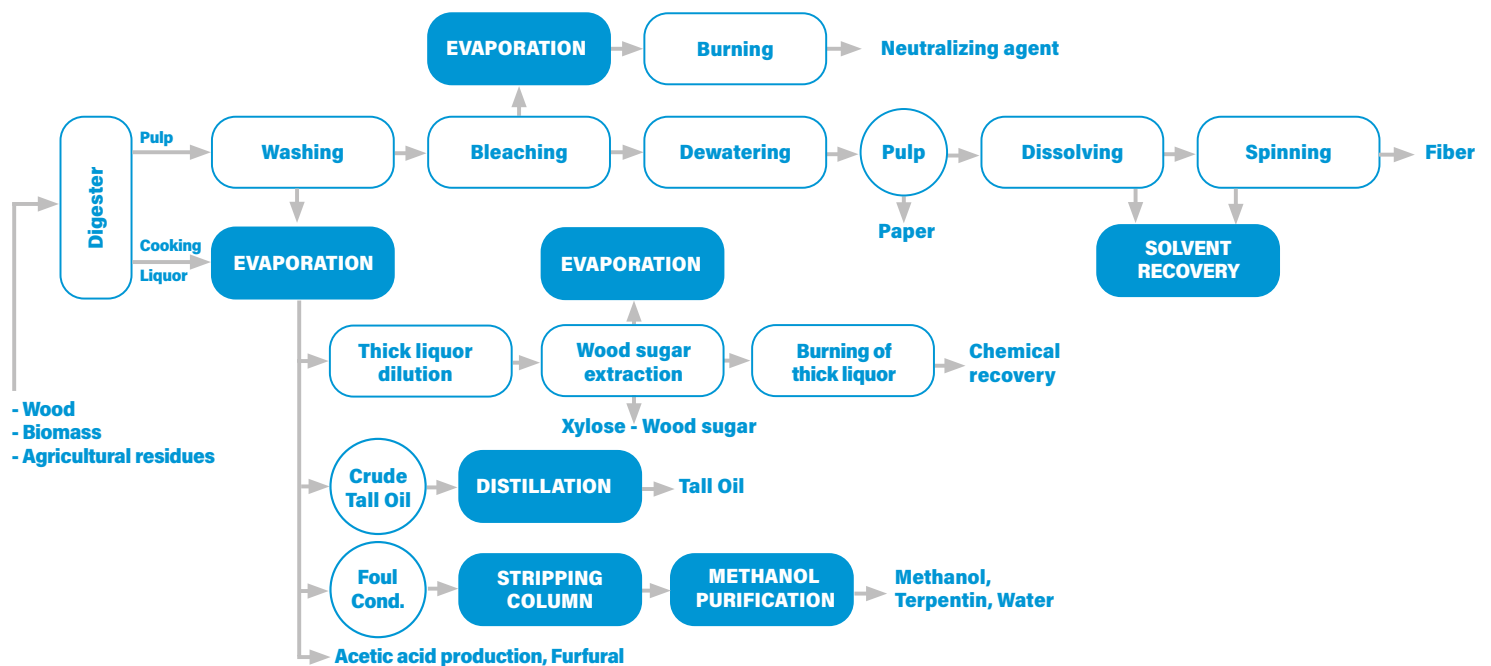 EVAPORATION
Burning
Neutralizing agent
Digester
Pulp
Washing
Bleaching
Dewatering
Pulp
Dissolving
Spinning
Fiber
Paper
Cooking
Liquor
EVAPORATION
EVAPORATION
SOLVENT
RECOVERY
Thick liquor
dilution
Wood sugar
extraction
Burning of
thick liquor
Chemical
recovery
Xylose - Wood sugar
- Wood
- Biomass
- Agricultural residues
Crude
Tall Oil
DISTILLATION
Tall Oil
Foul
Cond.
STRIPPING
COLUMN
METHANOL
PURIFICATION
Methanol,
Terpentin, Water
Acetic acid production, Furfural